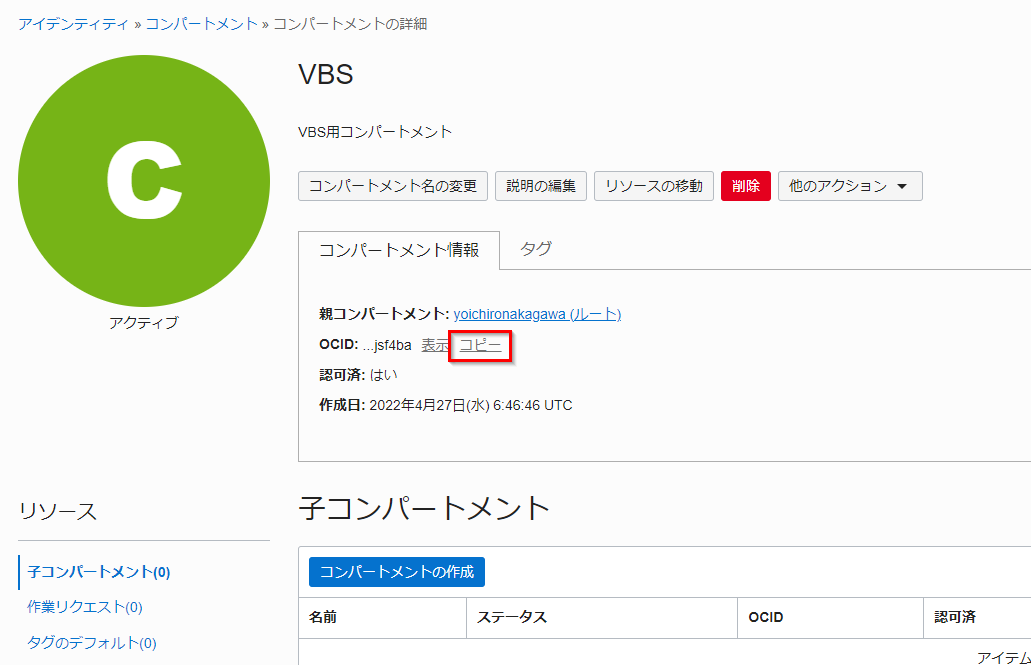 アイデンティティ » コンパートメント » コンパートメントの詳細
C
アクティブ
VBS
VBS用コンパートメント
コンパートメント名の変更 説明の編集 リソースの移動 削除 他のアクション
コンパートメント情報 タグ
親コンパートメント: yoichironakagawa (ルート)
OCID: ...jsf4ba 表示 コピー
認可済: はい
作成日: 2022年4月27日(水) 6:46:46 UTC
リソース
子コンパートメント(0)
作業リクエスト(0)
タグのデフォルト(0)
子コンパートメント
コンパートメントの作成
名前 ステータス OCID 認可済
アイテム